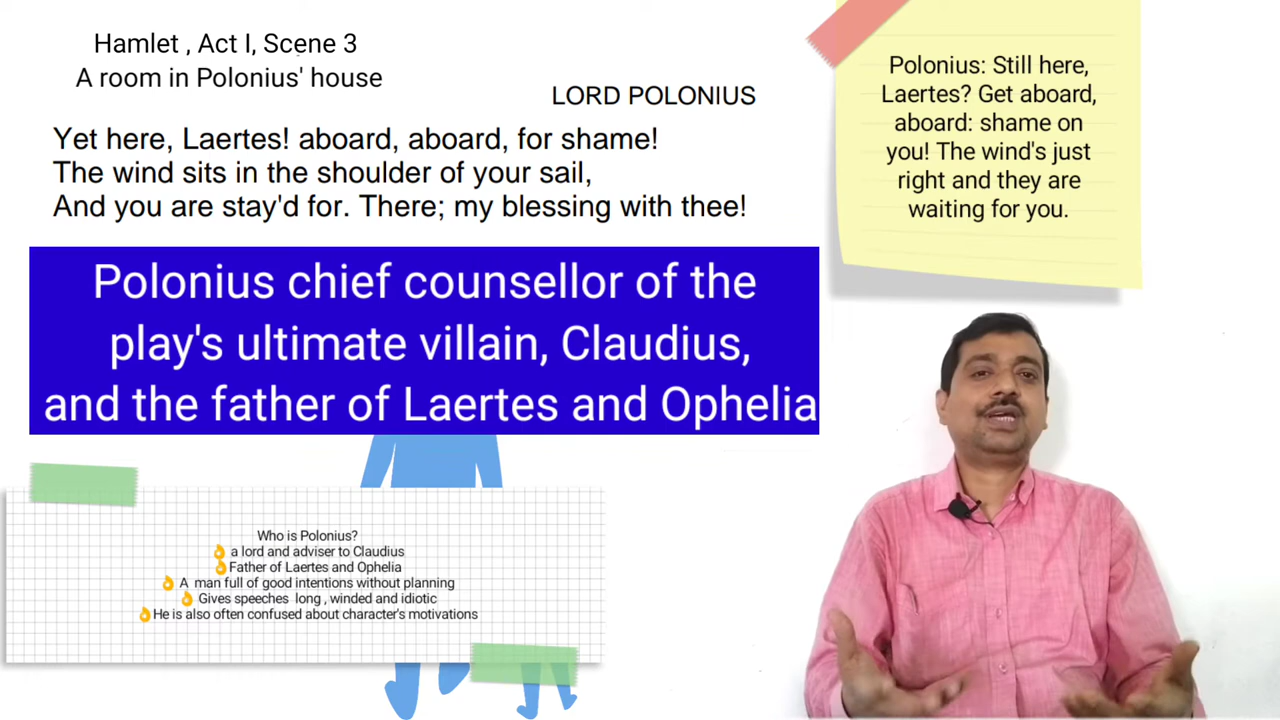 Hamlet , Act I, Scene 3
A room in Polonius' house
LORD POLONIUS
Yet here, Laertes! aboard, aboard, for shame!
The wind sits in the shoulder of your sail,
And you are stay'd for. There; my blessing with thee!
Polonius: Still here,
Laertes? Get aboard,
aboard: shame on
you! The wind's just
right and they are
waiting for you.
Polonius chief counsellor of the
play's ultimate villain, Claudius,
and the father of Laertes and Ophelia
Who is Polonius?
👌 a lord and adviser to Claudius
👌Father of Laertes and Ophelia
👌 A man full of good intentions without planning
👌 Gives speeches long , winded and idiotic
👌He is also often confused about character's motivations